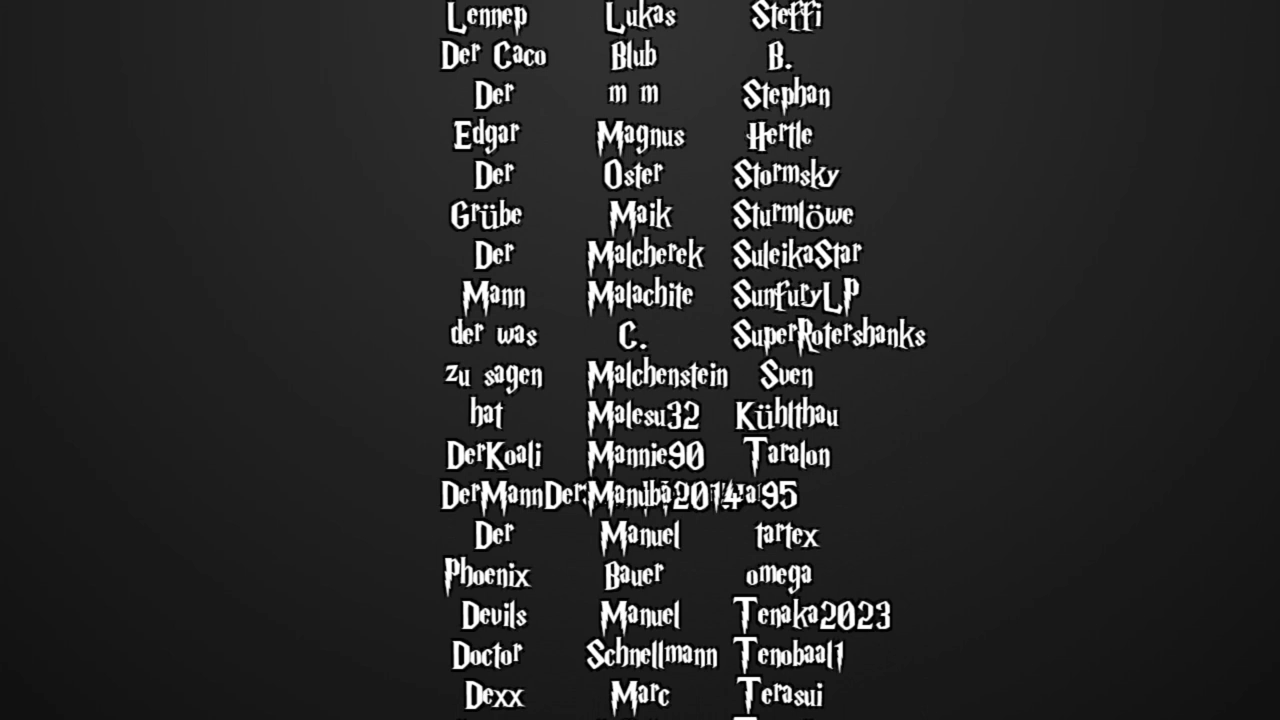 Lennep Lukas Steffi
Der Caco Blub B.
Der m m Stephan
Edgar Magnus Hertle
Der Oster Stormsky
Grübe Maik Sturmlöwe
Der Malcherek SuleikaStar
Mann Malachite SunfuryLP
der was C. SuperRotershanks
zu sagen Malchenstein Sven
hat Malesu32 Kühlthau
DerKoali Mannie90 Taralon
Der Manuel tartex
Phoenix Bauer omega
Devils Manuel Tenaka2023
Doctor Schnellmann Tenobaal1
Dexx Marc Terasui